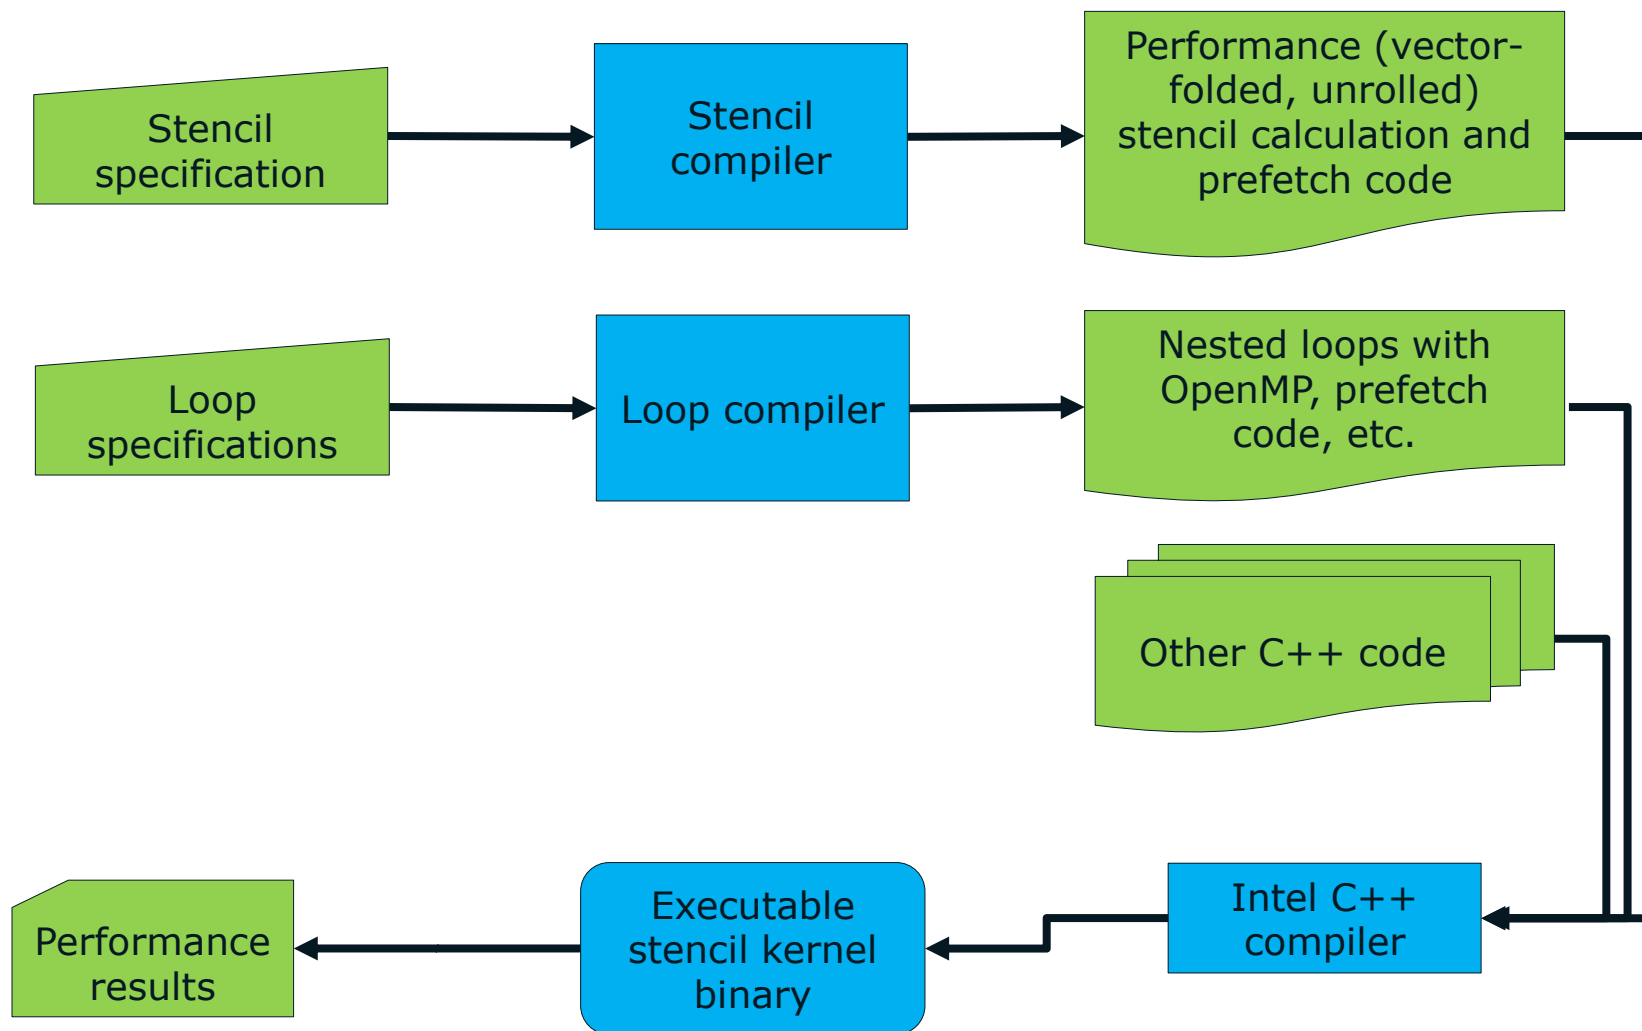 Stencil
specification
Stencil
compiler
Performance (vector-
folded, unrolled)
stencil calculation and
prefetch code
Loop
specifications
Loop compiler
Nested loops with
OpenMP, prefetch
code, etc.
Other C++ code
Performance
results
Executable
stencil kernel
binary
Intel C++
compiler